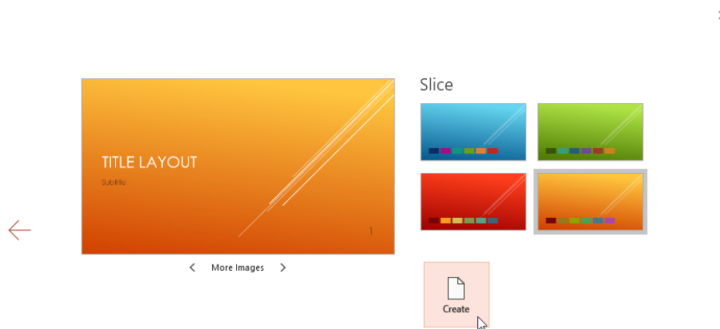 Slice
TITLE LAYOUT
Subtitle
1
More Images
Create